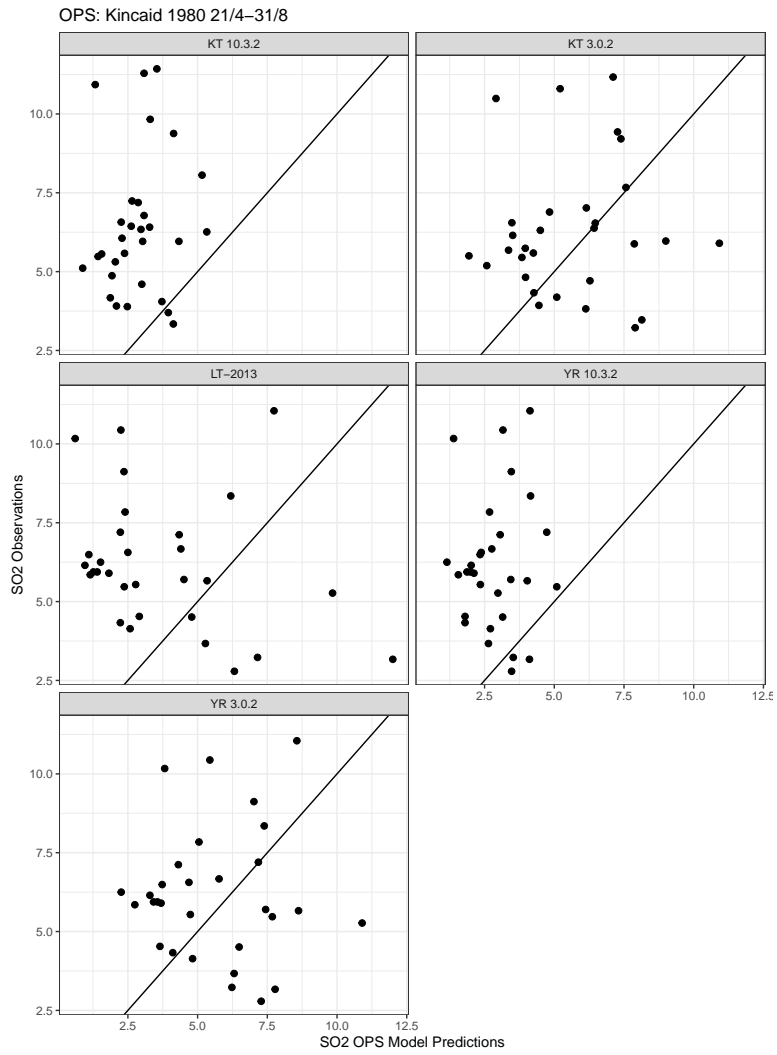 OPS: Kincaid 1980 21/4−31/8
KT 10.3.2
KT 3.0.2
10.0
7.5
5.0
2.5
LT−2013
YR 10.3.2
10.0
7.5
5.0
2.5
2.5 5.0 7.5 10.0 12.5
YR 3.0.2
10.0
7.5
5.0
2.5
2.5 5.0 7.5 10.0 12.5
SO2 OPS Model Predictions
SO2 Observations